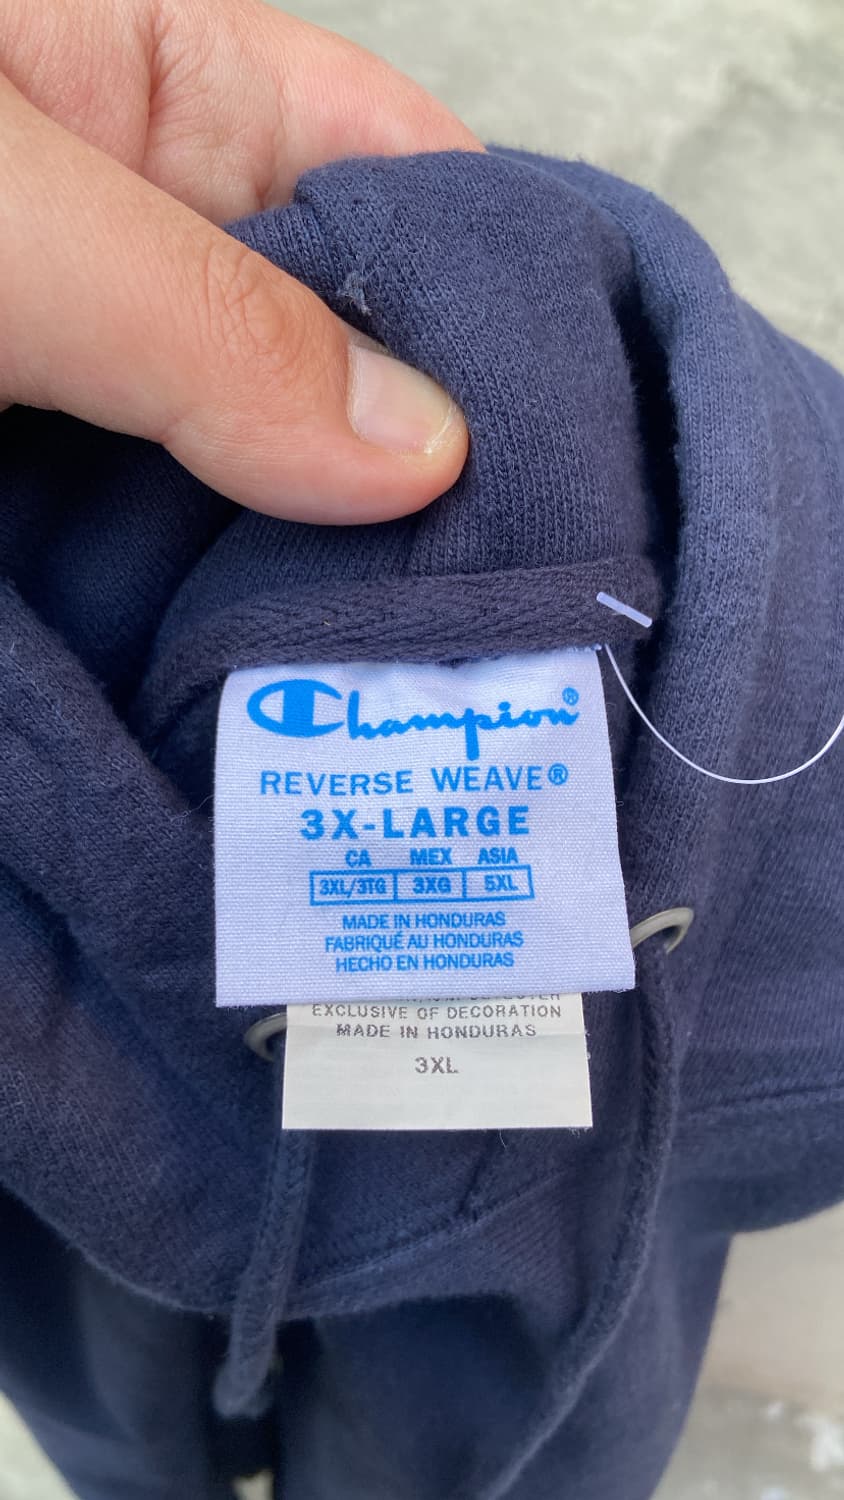 Champion®
REVERSE WEAVE®
3X-LARGE
CA MEX ASIA
3XL/3TG 3XG 5XL
MADE IN HONDURAS
FABRIQUÉ AU HONDURAS
HECHO EN HONDURAS
EXCLUSIVE OF DECORATION
MADE IN HONDURAS
3XL